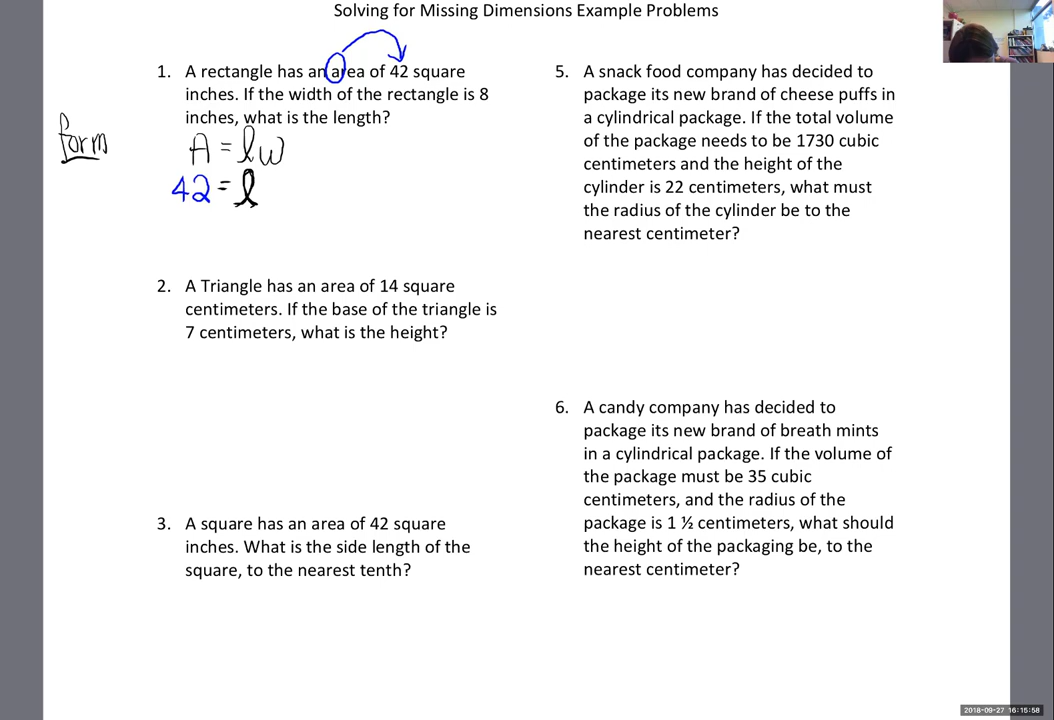 Solving for Missing Dimensions Example Problems
1. A rectangle has an area of 42 square
inches. If the width of the rectangle is 8
inches, what is the length?
form
A = lw
42 = l
2. A Triangle has an area of 14 square
centimeters. If the base of the triangle is
7 centimeters, what is the height?
3. A square has an area of 42 square
inches. What is the side length of the
square, to the nearest tenth?
5. A snack food company has decided to
package its new brand of cheese puffs in
a cylindrical package. If the total volume
of the package needs to be 1730 cubic
centimeters and the height of the
cylinder is 22 centimeters, what must
the radius of the cylinder be to the
nearest centimeter?
6. A candy company has decided to
package its new brand of breath mints
in a cylindrical package. If the volume of
the package must be 35 cubic
centimeters, and the radius of the
package is 1 ½ centimeters, what should
the height of the packaging be, to the
nearest centimeter?
2018-09-27 16:15:58